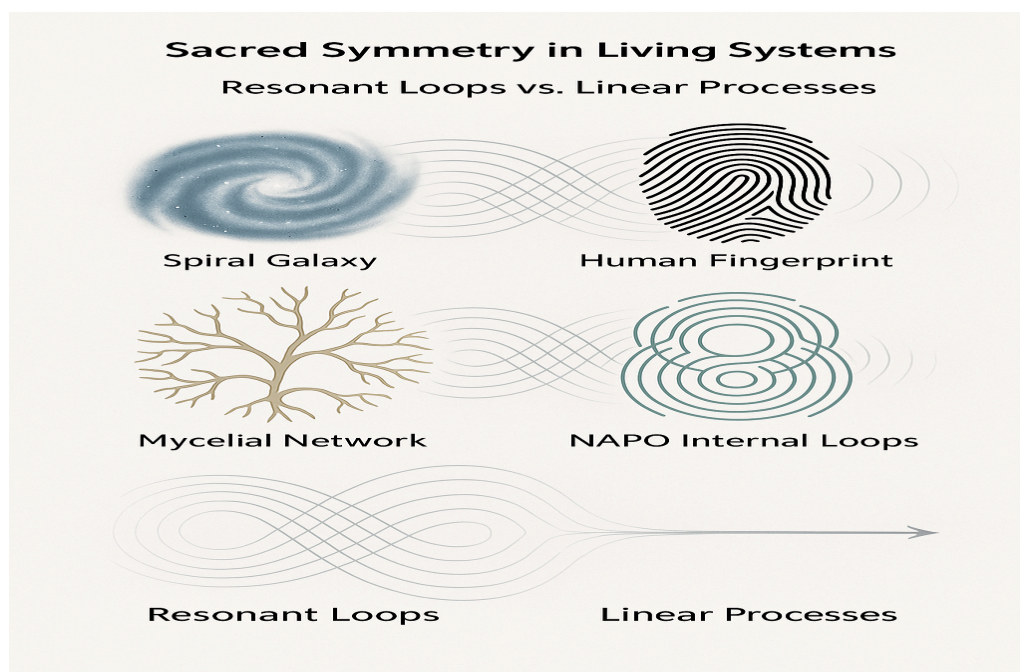 Sacred Symmetry in Living Systems
Resonant Loops vs. Linear Processes
Spiral Galaxy
Human Fingerprint
Mycelial Network
NAPO Internal Loops
Resonant Loops
Linear Processes